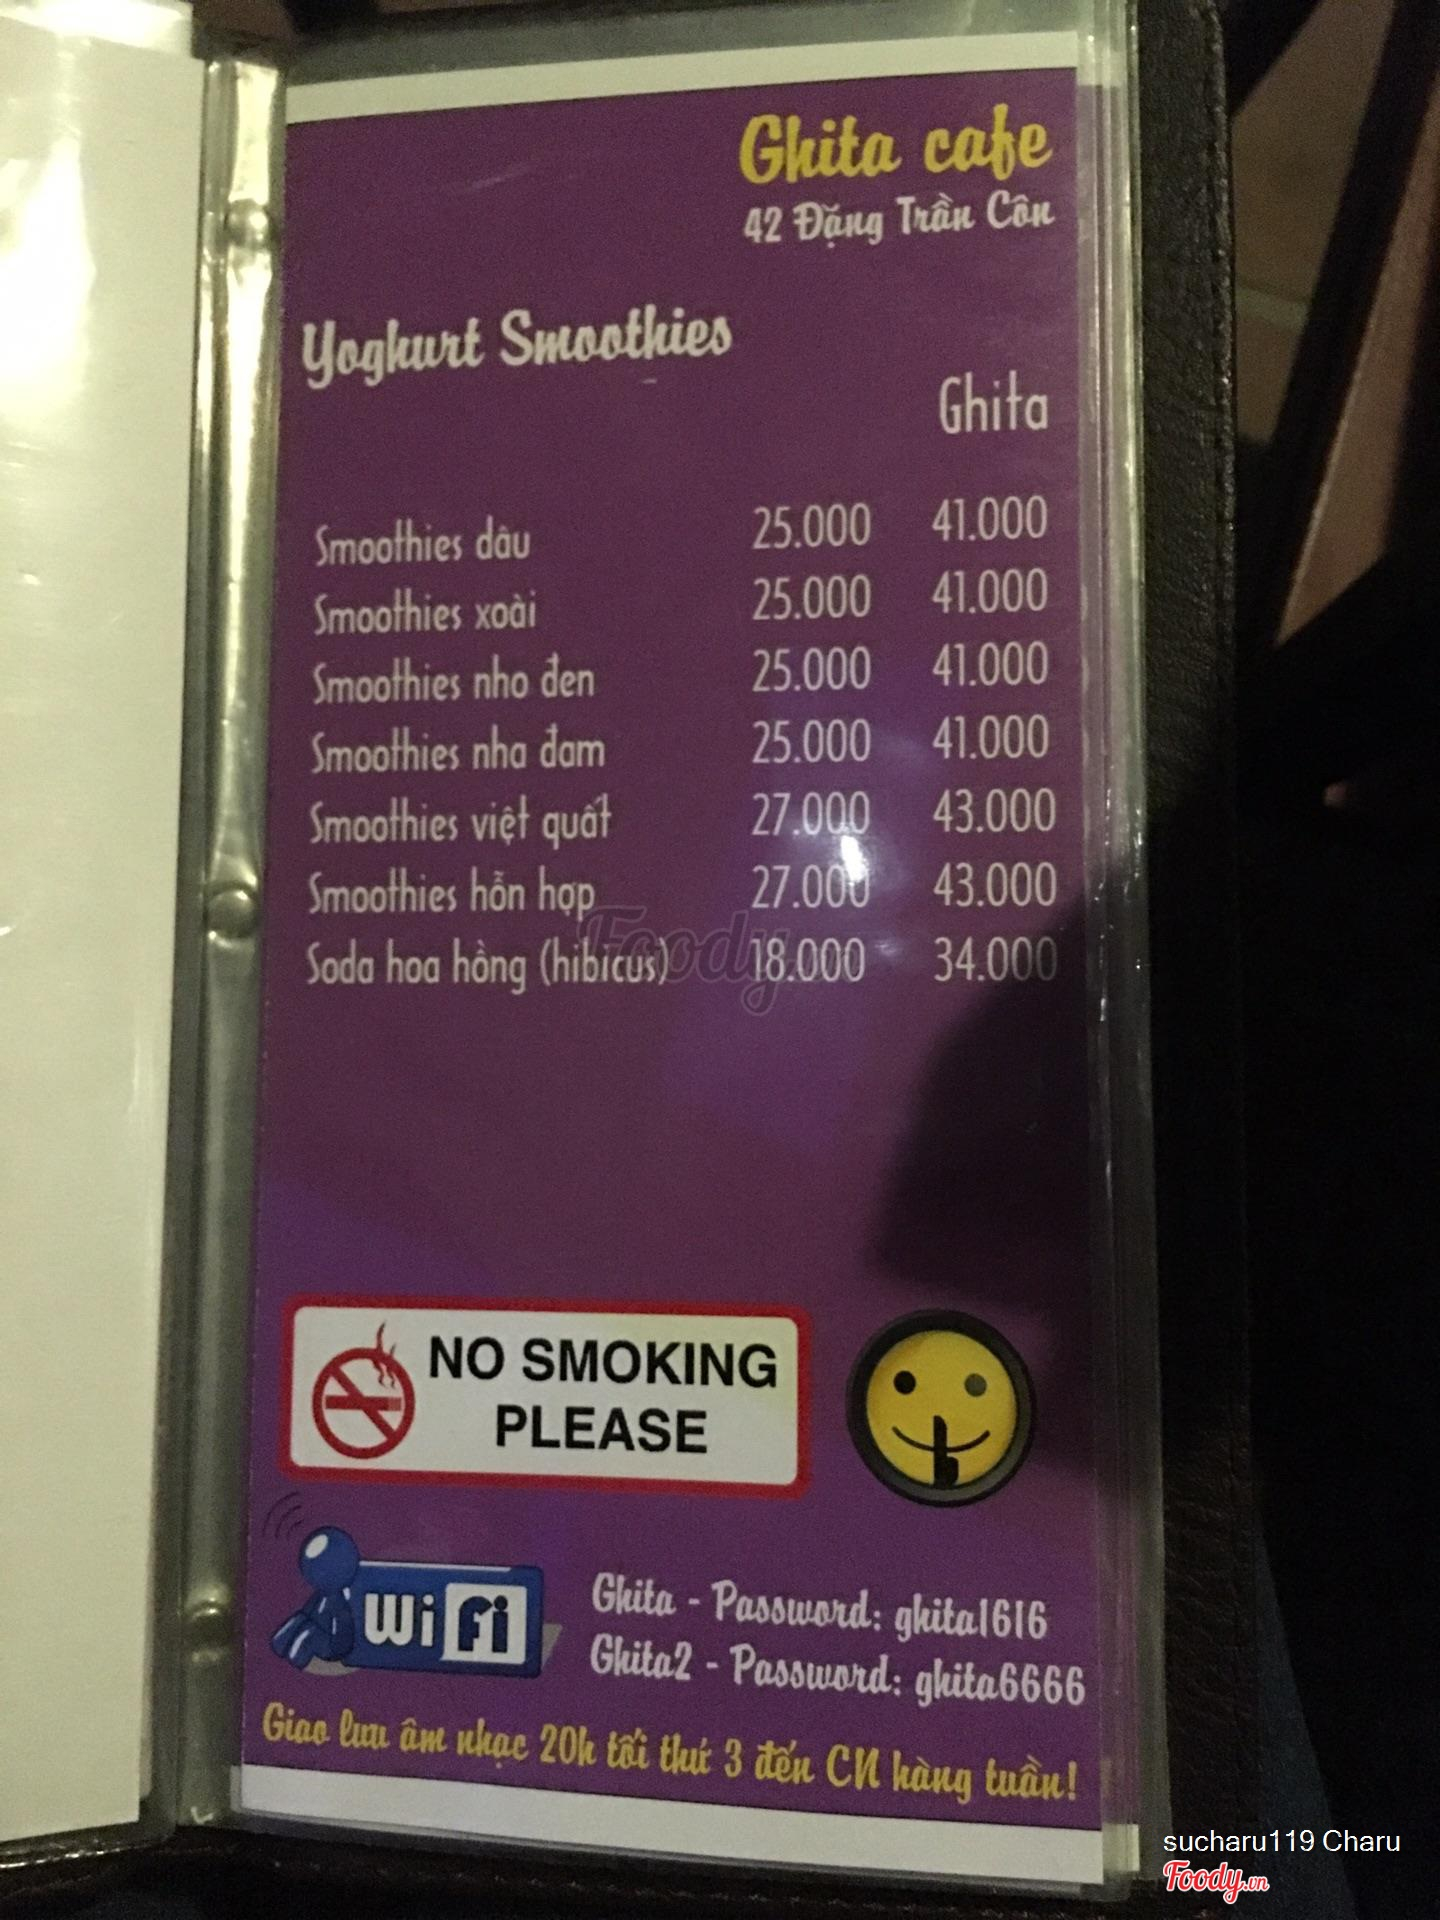 Ghita cafe
42 Đặng Trần Côn
Yoghurt Smoothies
Ghita
Smoothies dâu 25.000 41.000
Smoothies xoài 25.000 41.000
Smoothies nho đen 25.000 41.000
Smoothies nha đam 25.000 41.000
Smoothies việt quất 27.000 43.000
Smoothies hỗn hợp 27.000 43.000
Soda hoa hồng (hibicus) 18.000 34.000
Foody.vn
NO SMOKING
PLEASE
WiFi
Ghita - Password: ghita1616
Ghita2 - Password: ghita6666
Giao lưu âm nhạc 20h tối thứ 3 đến CN hàng tuần!
sucharu119 Charu
Foody.vn